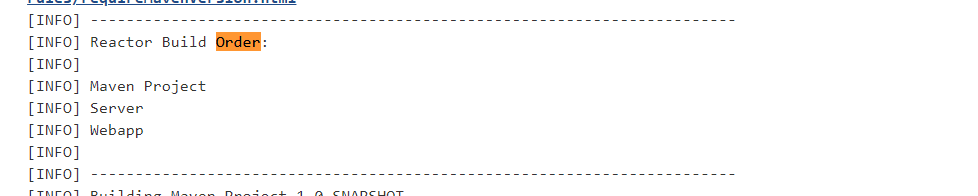 rules/requireMavenVersion.html
[INFO] ------------------------------------------------------------------------
[INFO] Reactor Build Order:
[INFO]
[INFO] Maven Project
[INFO] Server
[INFO] Webapp
[INFO]
[INFO] ------------------------------------------------------------------------
[INFO] Building Maven Project 1.0-SNAPSHOT